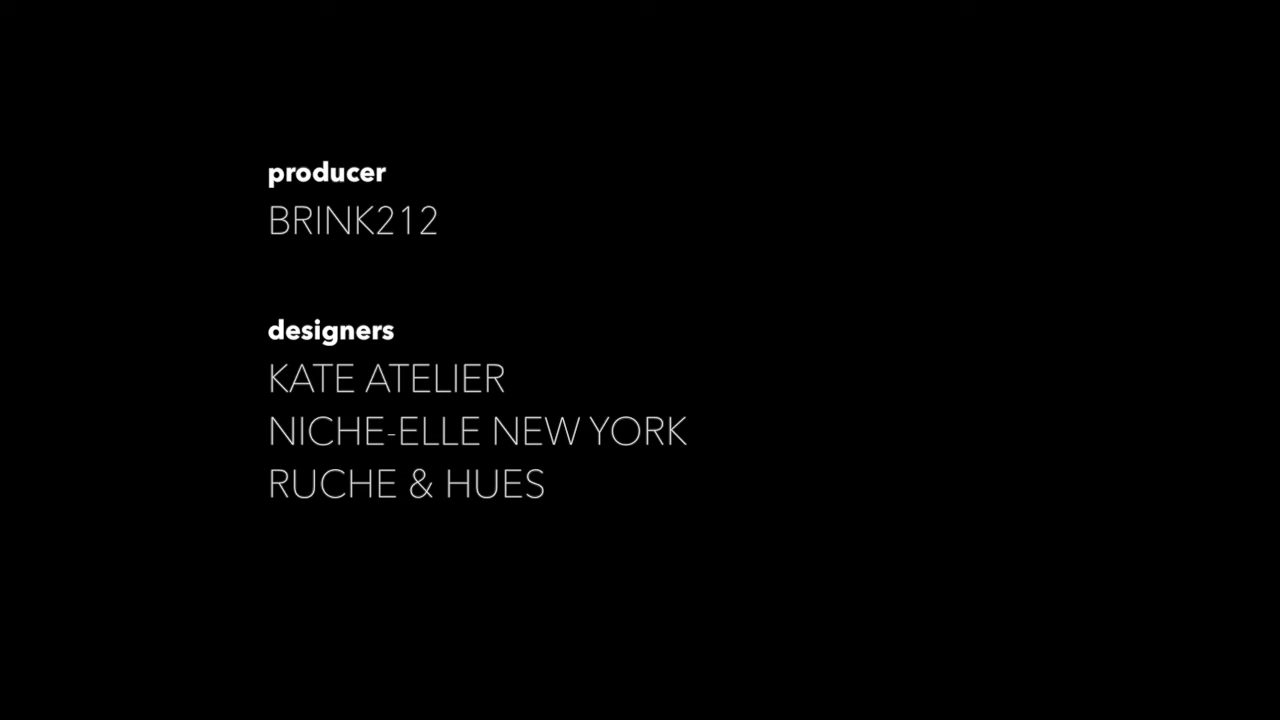 producer
BRINK212
designers
KATE ATELIER
NICHE-ELLE NEW YORK
RUCHE & HUES